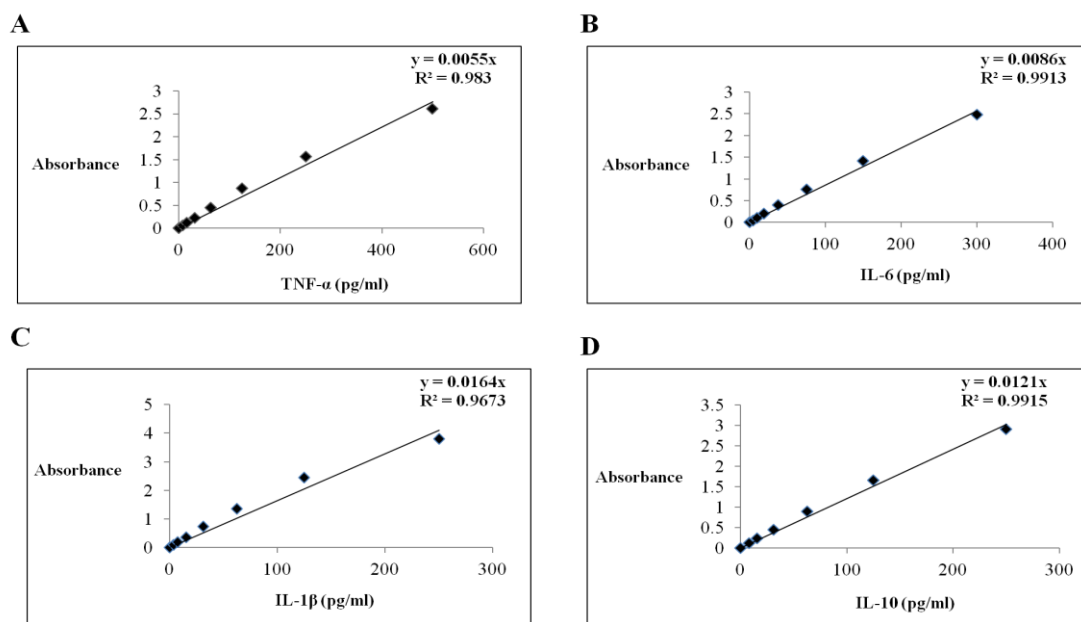 A
y = 0.0055x
R² = 0.983
3
2.5
2
1.5
1
0.5
0
Absorbance
0 200 400 600
TNF-α (pg/ml)
B
y = 0.0086x
R² = 0.9913
3
2.5
2
1.5
1
0.5
0
Absorbance
0 100 200 300 400
IL-6 (pg/ml)
C
y = 0.0164x
R² = 0.9673
5
4
3
2
1
0
Absorbance
0 100 200 300
IL-1β (pg/ml)
D
y = 0.0121x
R² = 0.9915
3.5
3
2.5
2
1.5
1
0.5
0
Absorbance
0 100 200 300
IL-10 (pg/ml)